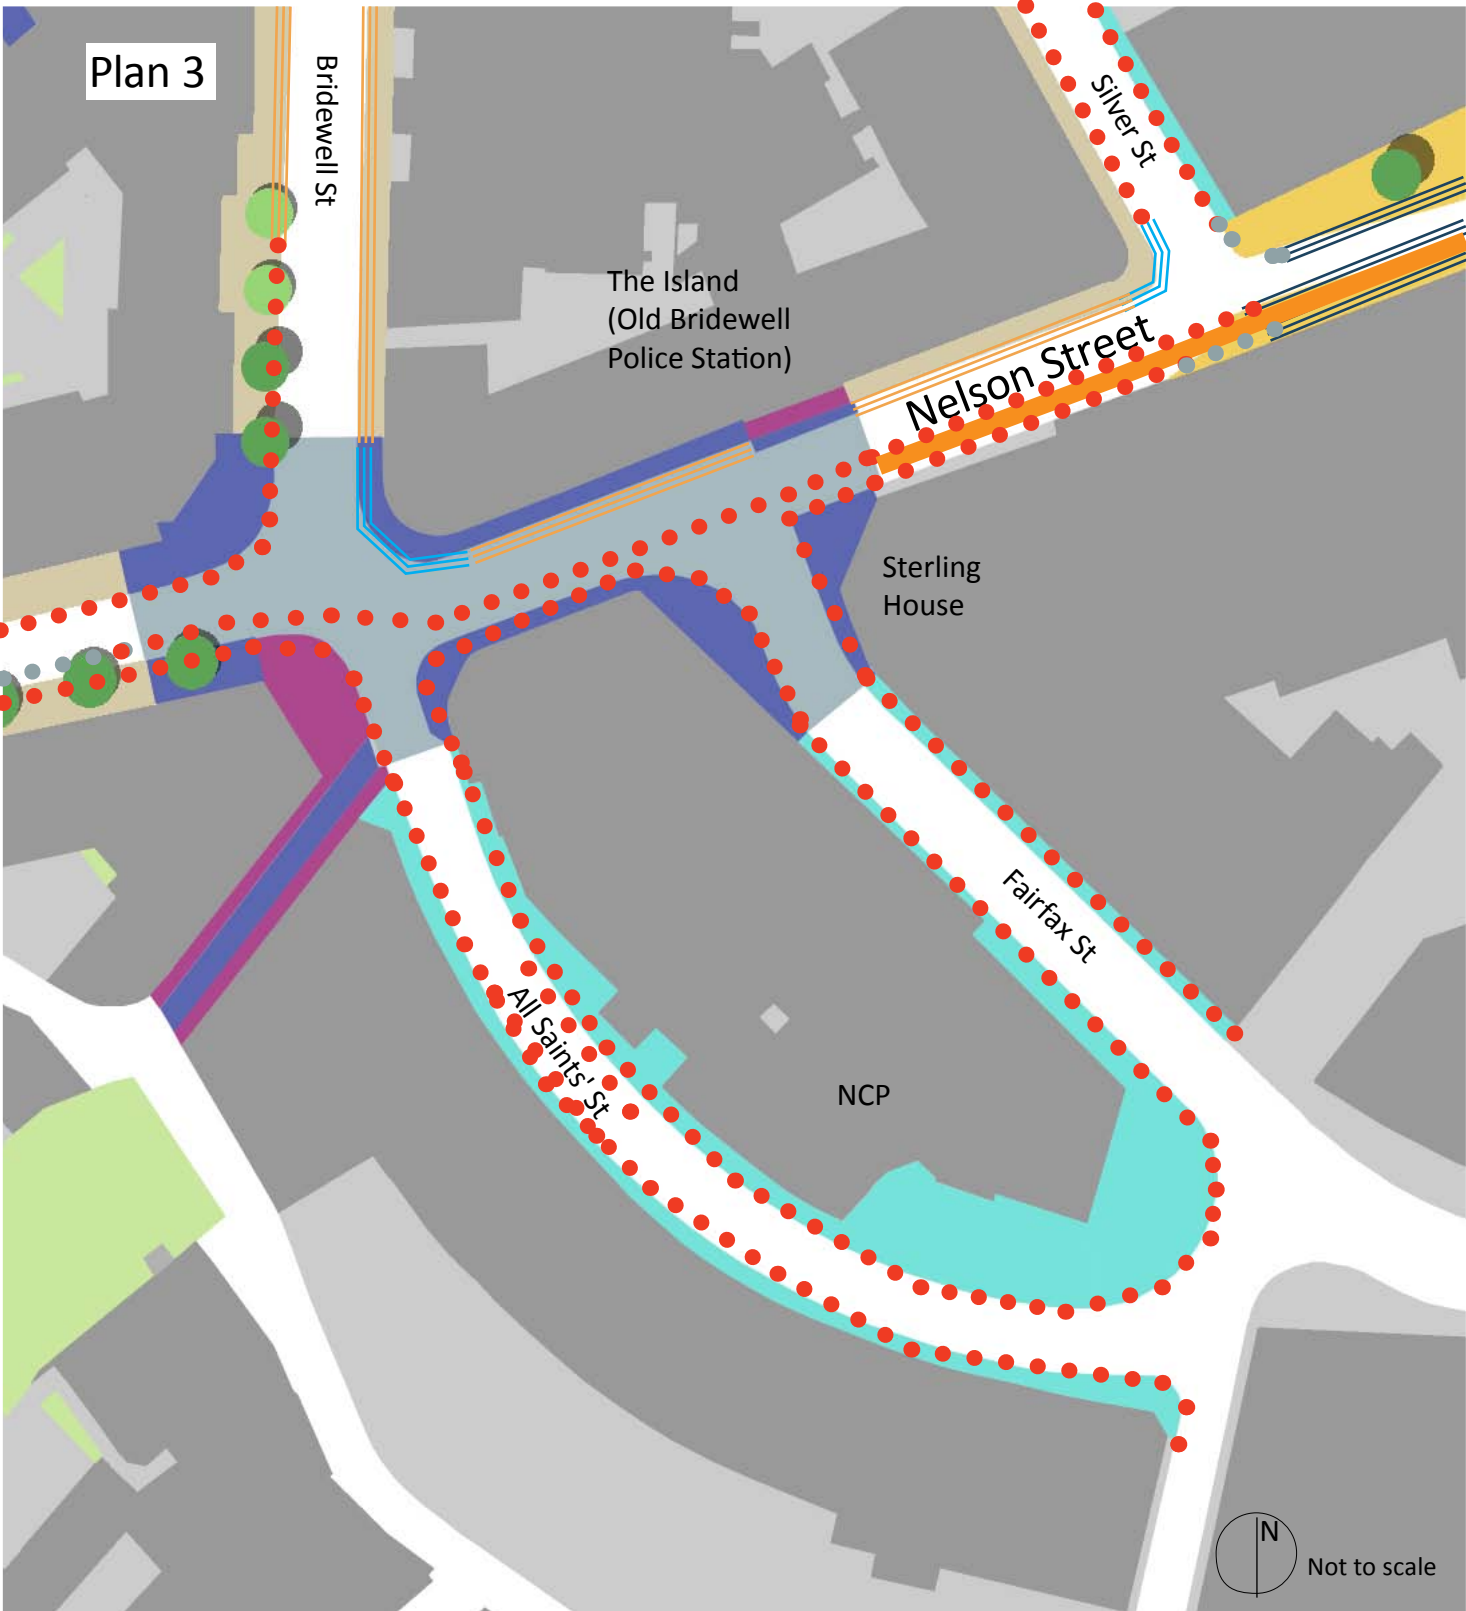 Plan 3
Bridewell St
Silver St
The Island
(Old Bridewell
Police Station)
Nelson Street
Sterling
House
Fairfax St
All Saints' St
NCP
N
Not to scale